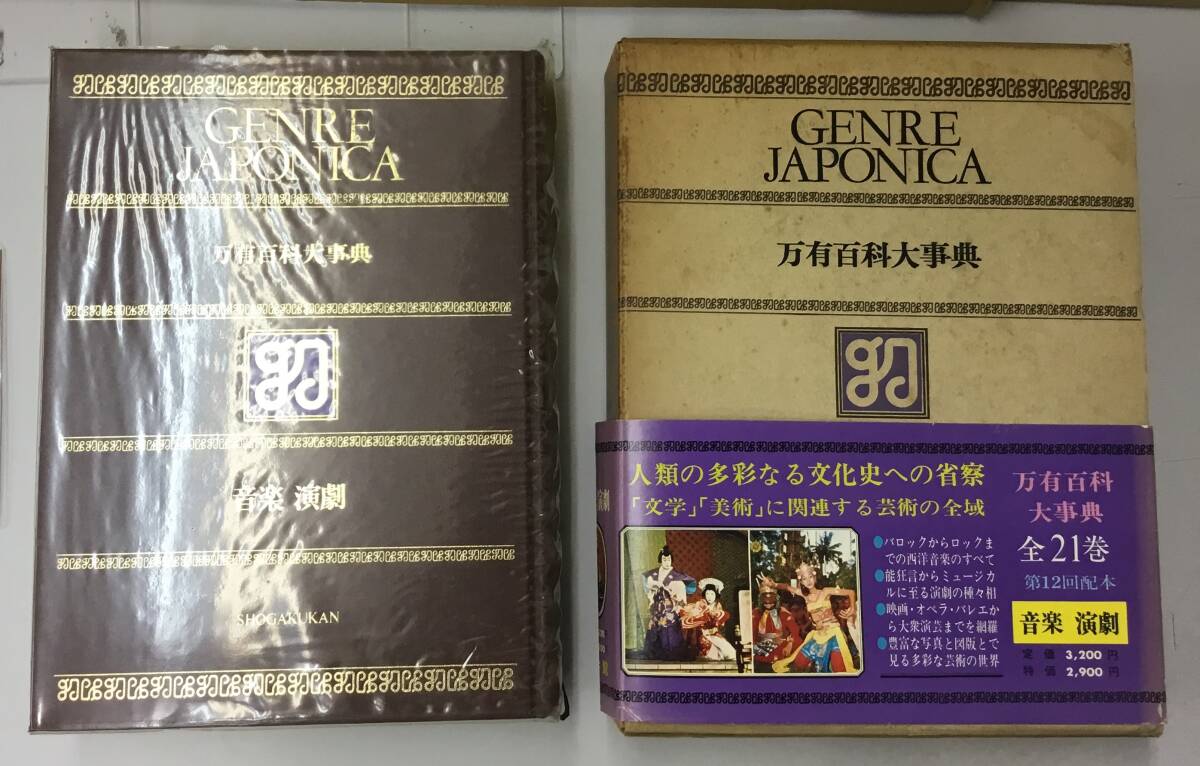 GENRE
JAPONICA
万有百科大事典
音楽 演劇
SHOGAKUKAN
GENRE
JAPONICA
万有百科大事典
人類の多彩なる文化史への省察
「文学」「美術」に関連する芸術の全域
●バロックからロックま
での西洋音楽のすべて
●能狂言からミュージカ
ルに至る演劇の種々相
●映画・オペラ・バレエか
ら大衆演芸までを網羅
●豊富な写真と図版とで
見る多彩な芸術の世界
万有百科
大事典
全21巻
第12回配本
音楽 演劇
定価 3,200円
特価 2,900円